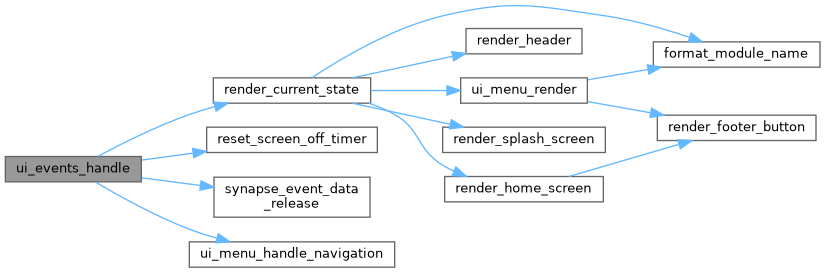 ui_events_handle
render_current_state
reset_screen_off_timer
synapse_event_data
_release
ui_menu_handle_navigation
render_header
ui_menu_render
render_splash_screen
render_home_screen
format_module_name
render_footer_button